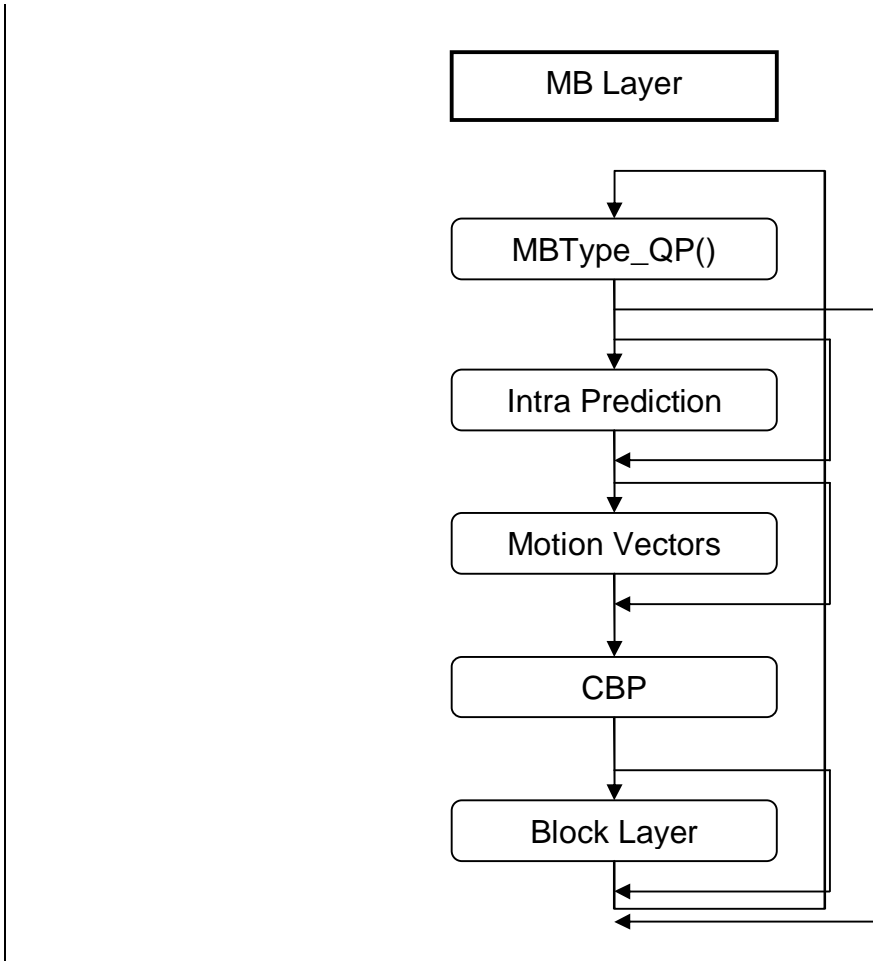 MB Layer
MBType_QP()
Intra Prediction
Motion Vectors
CBP
Block Layer